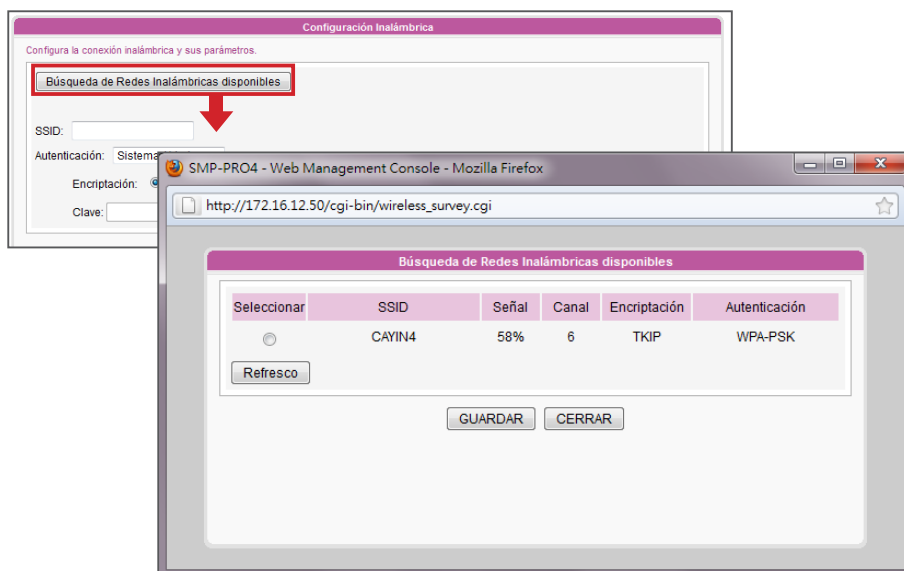 Configuración Inalámbrica
Configura la conexión inalámbrica y sus parámetros.
Búsqueda de Redes Inalámbricas disponibles
SSID:
Autenticación: Sistema
Encriptación:
Clave:
SMP-PRO4 - Web Management Console - Mozilla Firefox
http://172.16.12.50/cgi-bin/wireless_survey.cgi
Búsqueda de Redes Inalámbricas disponibles
Seleccionar SSID Señal Canal Encriptación Autenticación
CAYIN4 58% 6 TKIP WPA-PSK
Refresco
GUARDAR CERRAR